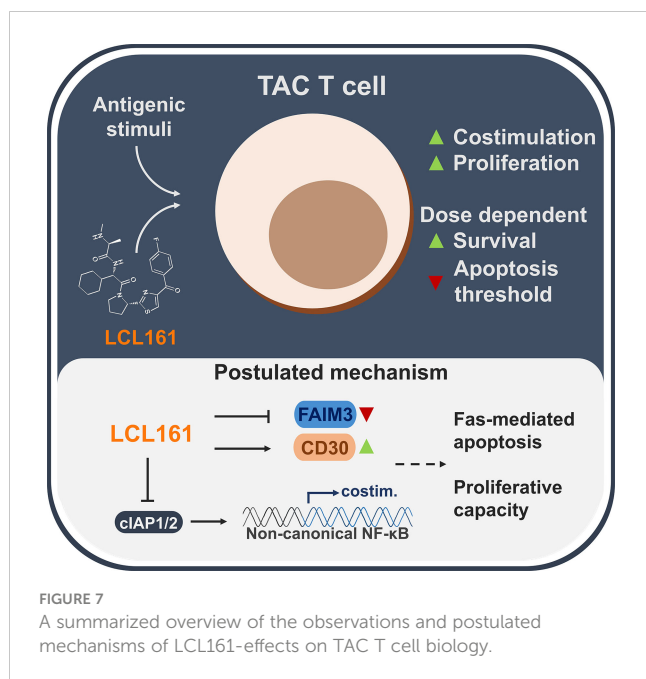 TAC T cell
Antigenic
stimuli
LCL161
Costimulation
Proliferation
Dose dependent
Survival
Apoptosis
threshold
Postulated mechanism
LCL161
FAIM3
CD30
cIAP1/2
costim.
Non-canonical NF-κB
Fas-mediated
apoptosis
Proliferative
capacity
FIGURE 7
A summarized overview of the observations and postulated
mechanisms of LCL161-effects on TAC T cell biology.